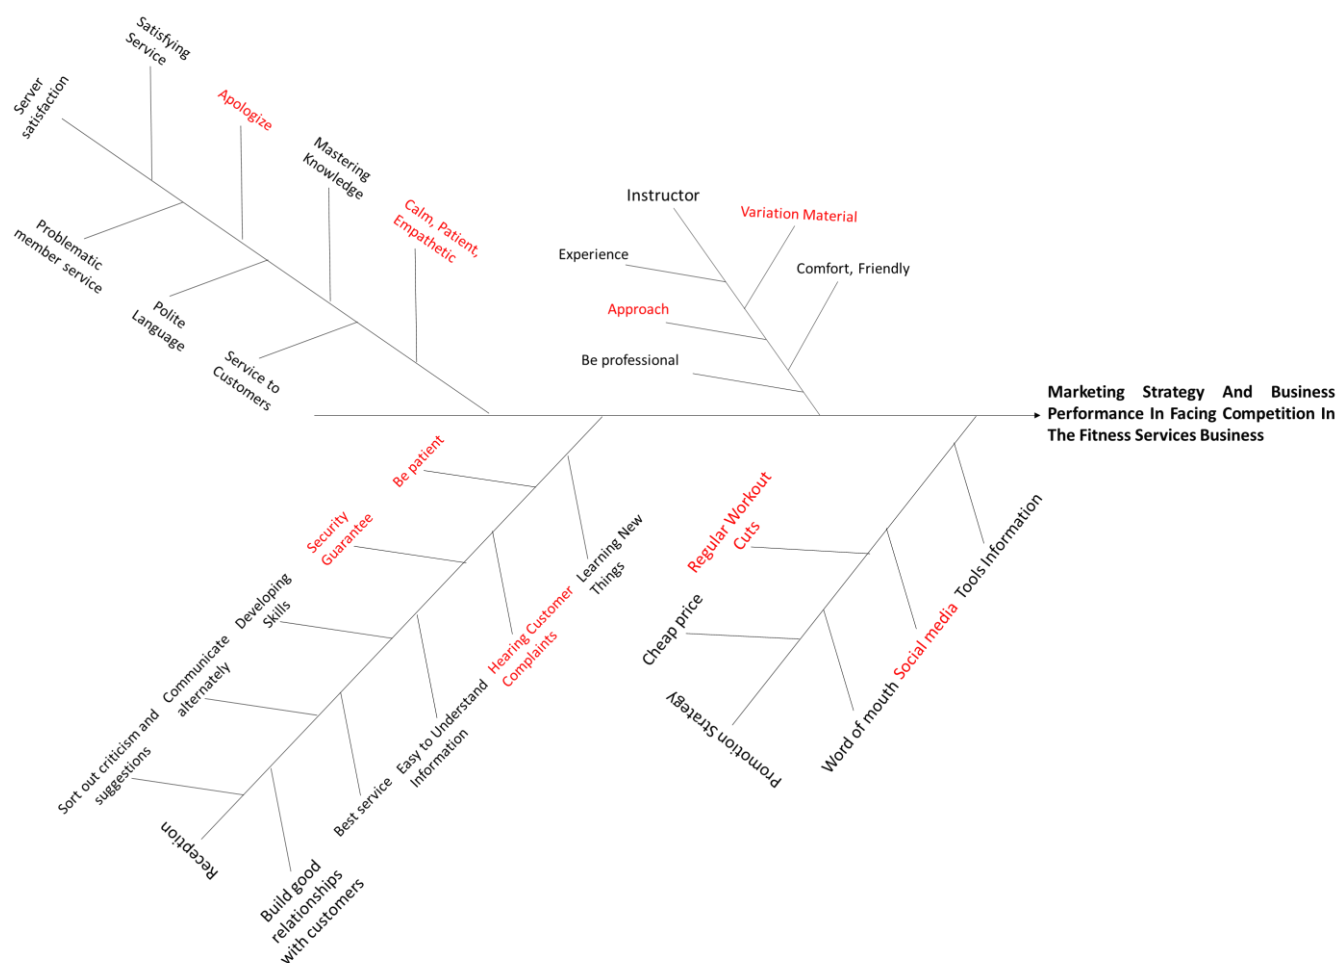 Satisfying
Service
Server
satisfaction
Apologize
Mastering
Knowledge
Calm, Patient,
Empathetic
Problematic
member service
Polite
Language
Service to
Customers
Instructor
Variation Material
Experience
Comfort, Friendly
Approach
Be professional
Marketing Strategy And Business
Performance In Facing Competition In
The Fitness Services Business
Be patient
Security
Guarantee
Developing
Skills
Communicate
alternately
Sort out criticism and
suggestions
Reception
Build good
relationships
with customers
Best service
Easy to Understand
Information
Hearing Customer
Complaints
Learning New
Things
Regular Workout
Cuts
Cheap price
Promotion Strategy
Word of mouth
Social media
Tools Information